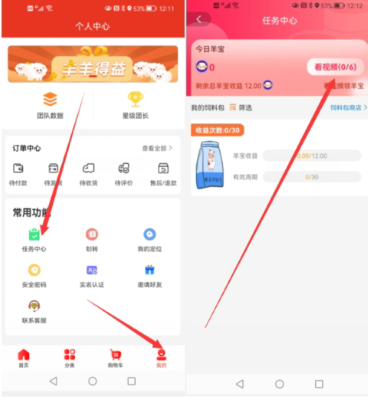 53% 12:11
个人中心
羊羊得益
团队数据
星级团长
订单中心
查看全部 >
待付款
待收货
待评价
售后/退款
常用功能
任务中心
划转
我的定位
安全密码
实名认证
邀请好友
联系客服
首页
分类
购物车
我的
53% 12:12
任务中心
今日羊宝
0
看视频(0/6)
剩余总羊宝收益 12.00
我的饲料包
筛选
饲料包商店 >
收益次数:0/30
羊宝收益
0.00/12.00
有效周期
0/30